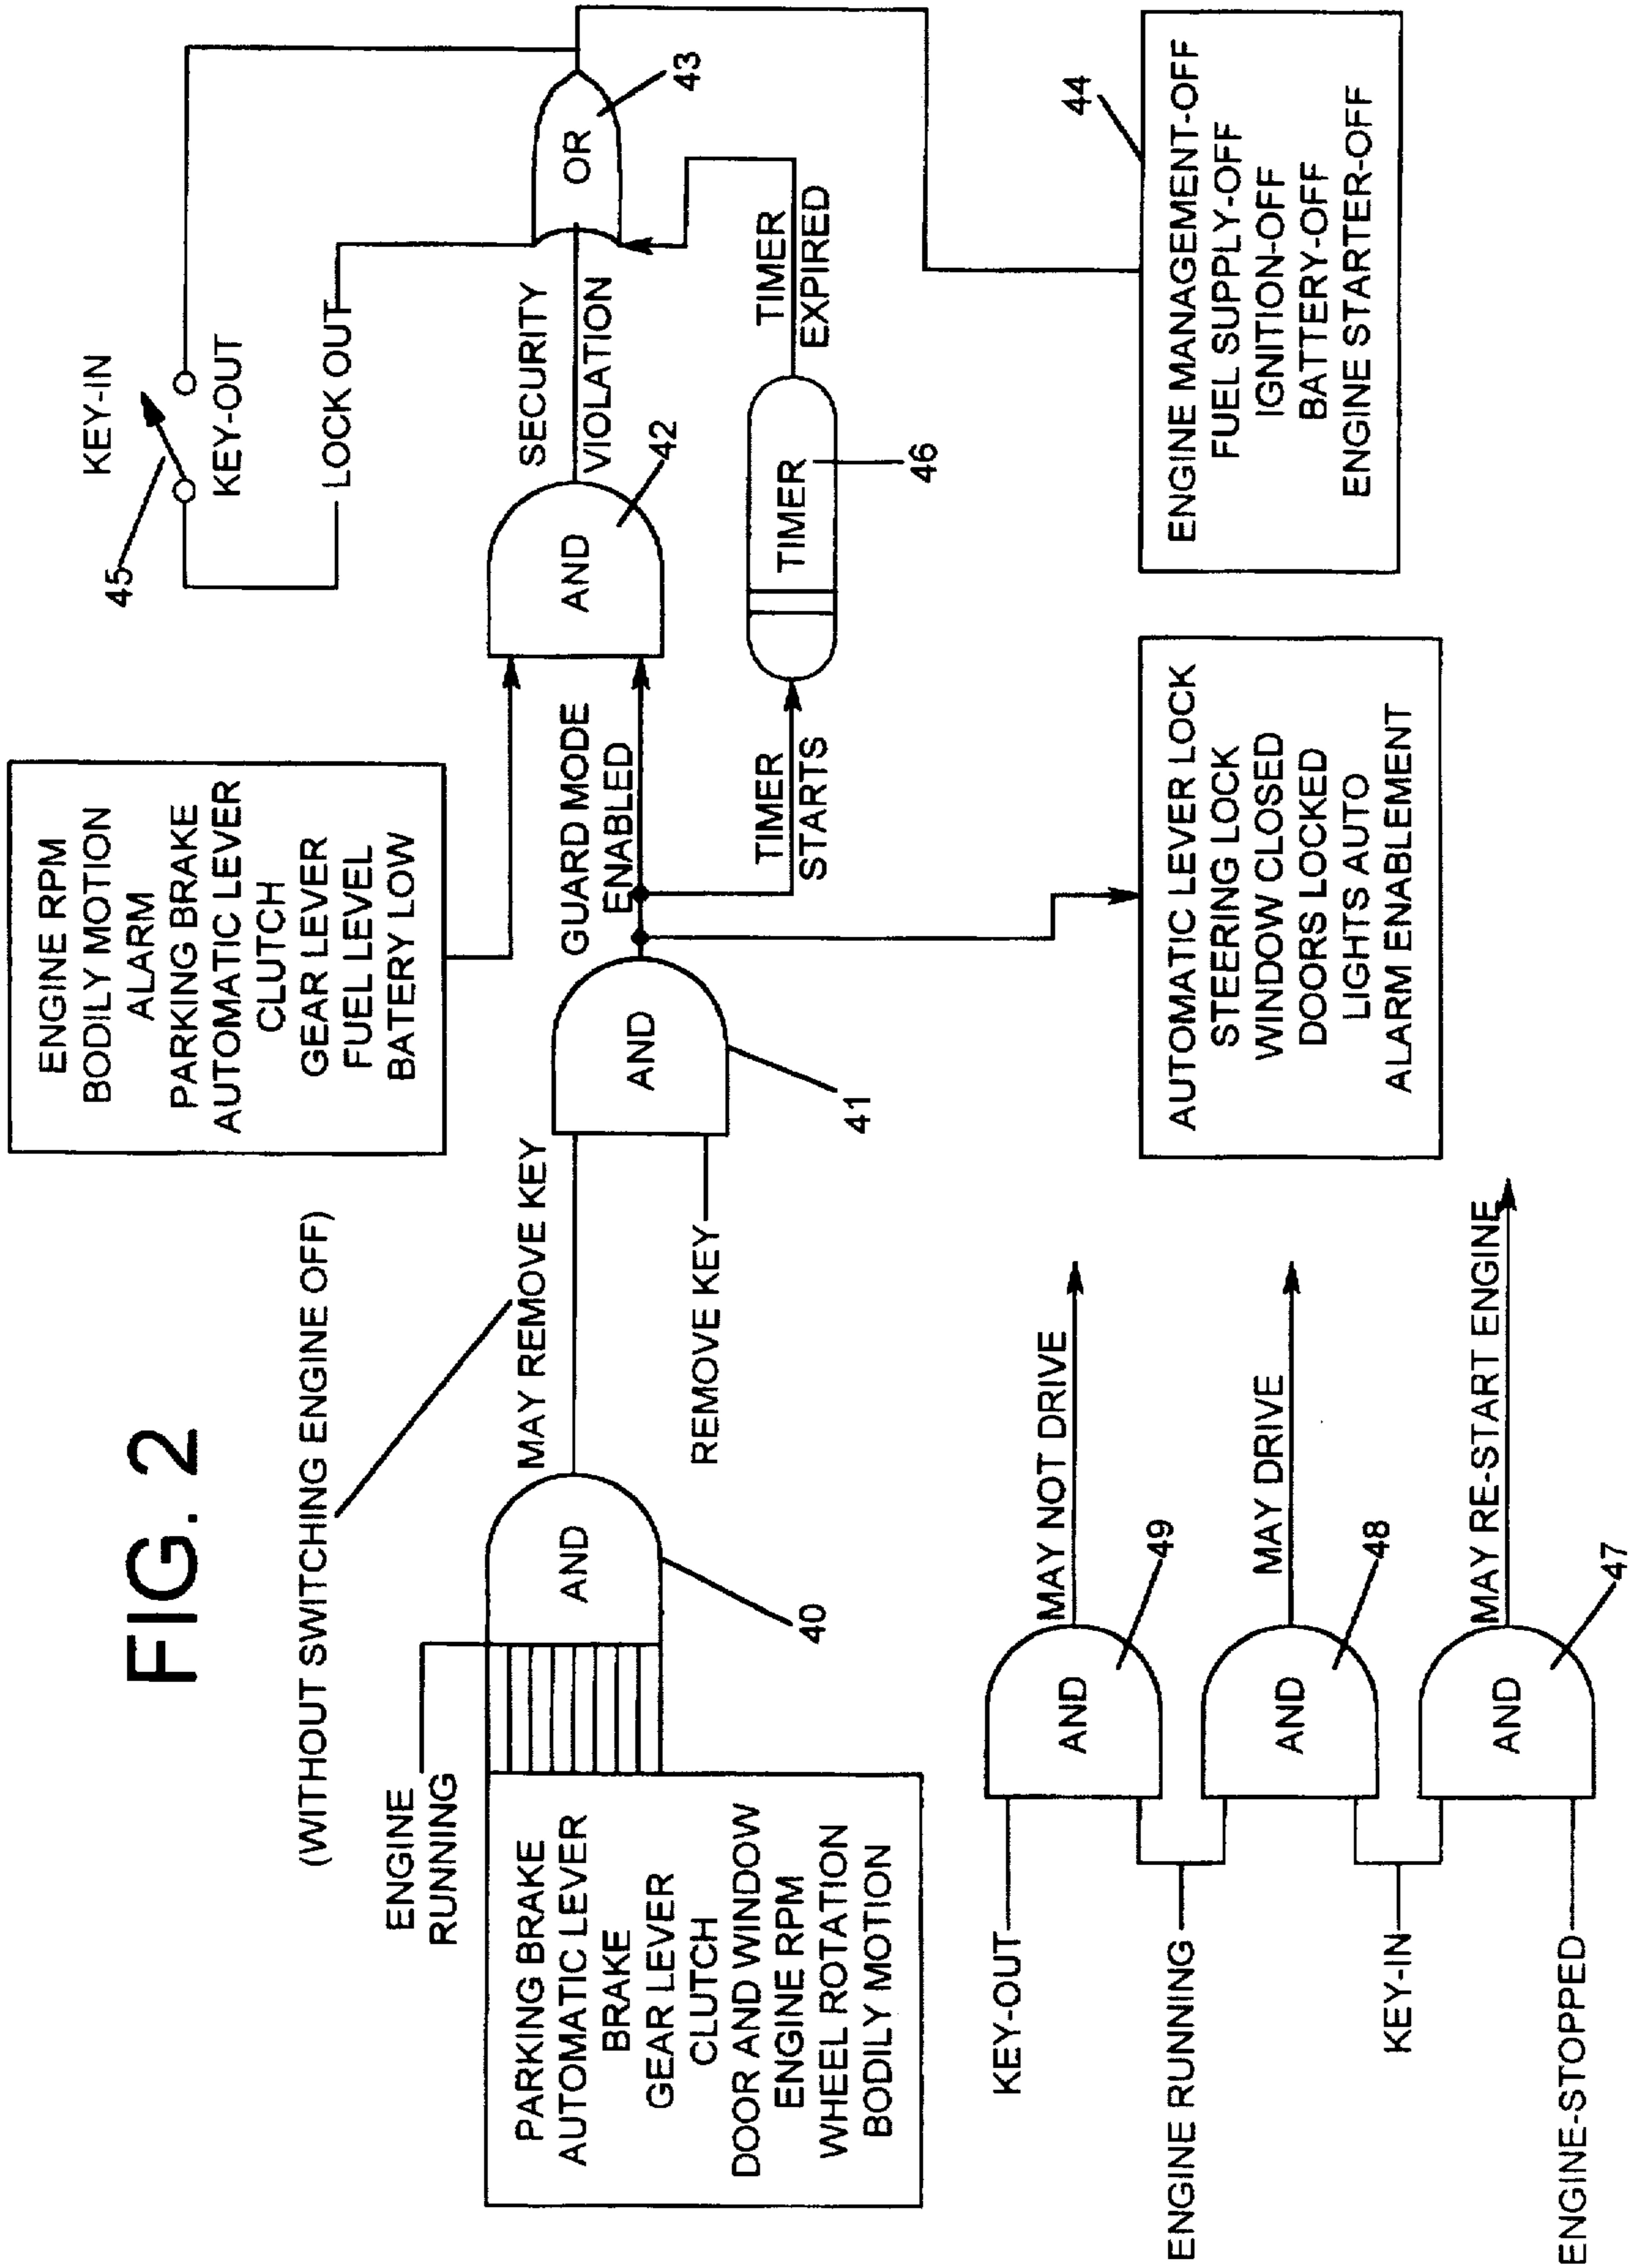 FIG. 2
(WITHOUT SWITCHING ENGINE OFF)
ENGINE
RUNNING
PARKING BRAKE
AUTOMATIC LEVER
BRAKE
GEAR LEVER
CLUTCH
DOOR AND WINDOW
ENGINE RPM
WHEEL ROTATION
BODILY MOTION
AND
40
MAY REMOVE KEY
REMOVE KEY
AND
41
ENGINE RPM
BODILY MOTION
ALARM
PARKING BRAKE
AUTOMATIC LEVER
CLUTCH
GEAR LEVER
FUEL LEVEL
BATTERY LOW
GUARD MODE
ENABLED
TIMER
STARTS
AND
42
SECURITY
VIOLATION
TIMER
46
TIMER
EXPIRED
KEY-IN
45
KEY-OUT
LOCK OUT
OR
43
44
ENGINE MANAGEMENT-OFF
FUEL SUPPLY-OFF
IGNITION-OFF
BATTERY-OFF
ENGINE STARTER-OFF
AUTOMATIC LEVER LOCK
STEERING LOCK
WINDOW CLOSED
DOORS LOCKED
LIGHTS AUTO
ALARM ENABLEMENT
KEY-OUT
ENGINE RUNNING
KEY-IN
ENGINE-STOPPED
AND
49
MAY NOT DRIVE
AND
48
MAY DRIVE
AND
47
MAY RE-START ENGINE